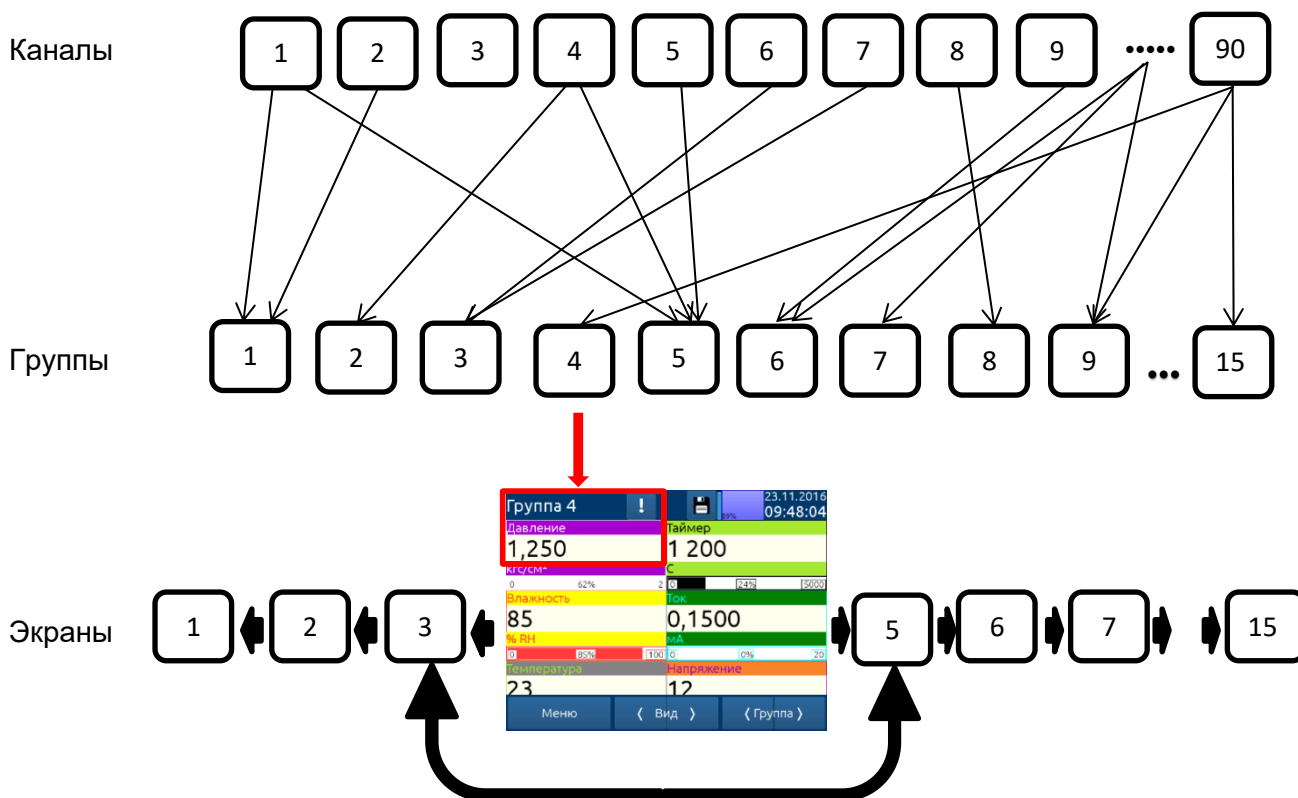 Каналы 1 2 3 4 5 6 7 8 9 ••••• 90
Группы 1 2 3 4 5 6 7 8 9 ••• 15
Группа 4 ! 89% 23.11.2016
09:48:04
Давление Таймер
1,250 1 200
кгс/см² С
0 62% 2 0 24% 5000
Влажность Ток
85 0,1500
% RH мА
0 85% 100 0 0% 20
Температура Напряжение
23 12
Меню ⟨ Вид ⟩ ⟨ Группа ⟩
Экраны 1 2 3 5 6 7 15